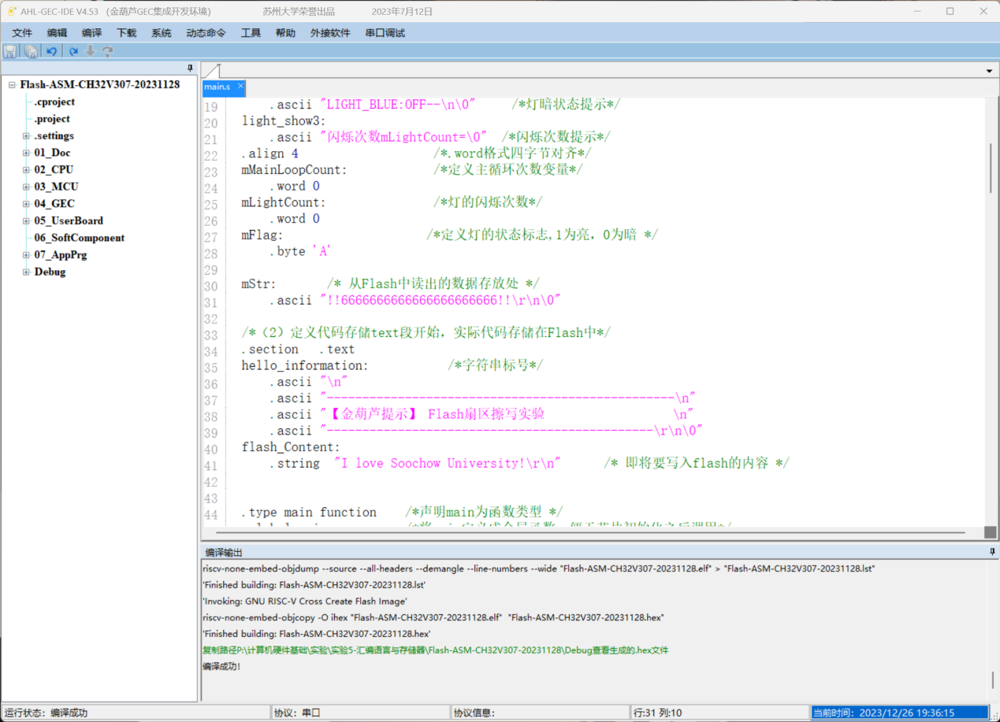 AHL-GEC-IDE V4.53 (金葫芦GEC集成开发环境) 苏州大学荣誉出品 2023年7月12日
文件 编辑 编译 下载 系统 动态命令 工具 帮助 外接软件 串口调试
Flash-ASM-CH32V307-20231128
.cproject
.project
.settings
01_Doc
02_CPU
03_MCU
04_GEC
05_UserBoard
06_SoftComponent
07_AppPrg
Debug
main.s
19 .ascii "LIGHT_BLUE:OFF--\n\0" /*灯暗状态提示*/
20 light_show3:
21 .ascii "闪烁次数mLightCount=\0" /*闪烁次数提示*/
22 .align 4 /*.word格式四字节对齐*/
23 mMainLoopCount: /*定义主循环次数变量*/
24 .word 0
25 mLightCount: /*灯的闪烁次数*/
26 .word 0
27 mFlag: /*定义灯的状态标志,1为亮，0为暗 */
28 .byte 'A'
29
30 mStr: /* 从Flash中读出的数据存放处 */
31 .ascii "!!6666666666666666666666!!\r\n\0"
32
33 /*（2）定义代码存储text段开始，实际代码存储在Flash中*/
34 .section .text
35 hello_information: /*字符串标号*/
36 .ascii "\n"
37 .ascii "-------------------------------------------------\n"
38 .ascii "【金葫芦提示】 Flash扇区擦写实验 \n"
39 .ascii "----------------------------------------------\r\n\0"
40 flash_Content:
41 .string "I love Soochow University!\r\n" /* 即将要写入flash的内容 */
42
43
44 .type main function /*声明main为函数类型 */
编译输出
riscv-none-embed-objdump --source --all-headers --demangle --line-numbers --wide "Flash-ASM-CH32V307-20231128.elf" > "Flash-ASM-CH32V307-20231128.lst"
'Finished building: Flash-ASM-CH32V307-20231128.lst'
'Invoking: GNU RISC-V Cross Create Flash Image'
riscv-none-embed-objcopy -O ihex "Flash-ASM-CH32V307-20231128.elf" "Flash-ASM-CH32V307-20231128.hex"
'Finished building: Flash-ASM-CH32V307-20231128.hex'
复制路径P:\计算机硬件基础\实验\实验5-汇编语言与存储器\Flash-ASM-CH32V307-20231128\Debug查看生成的.hex文件
编译成功！
运行状态：编译成功 协议：串口 协议信息： 行:31 列:10 当前时间：2023/12/26 19:36:15